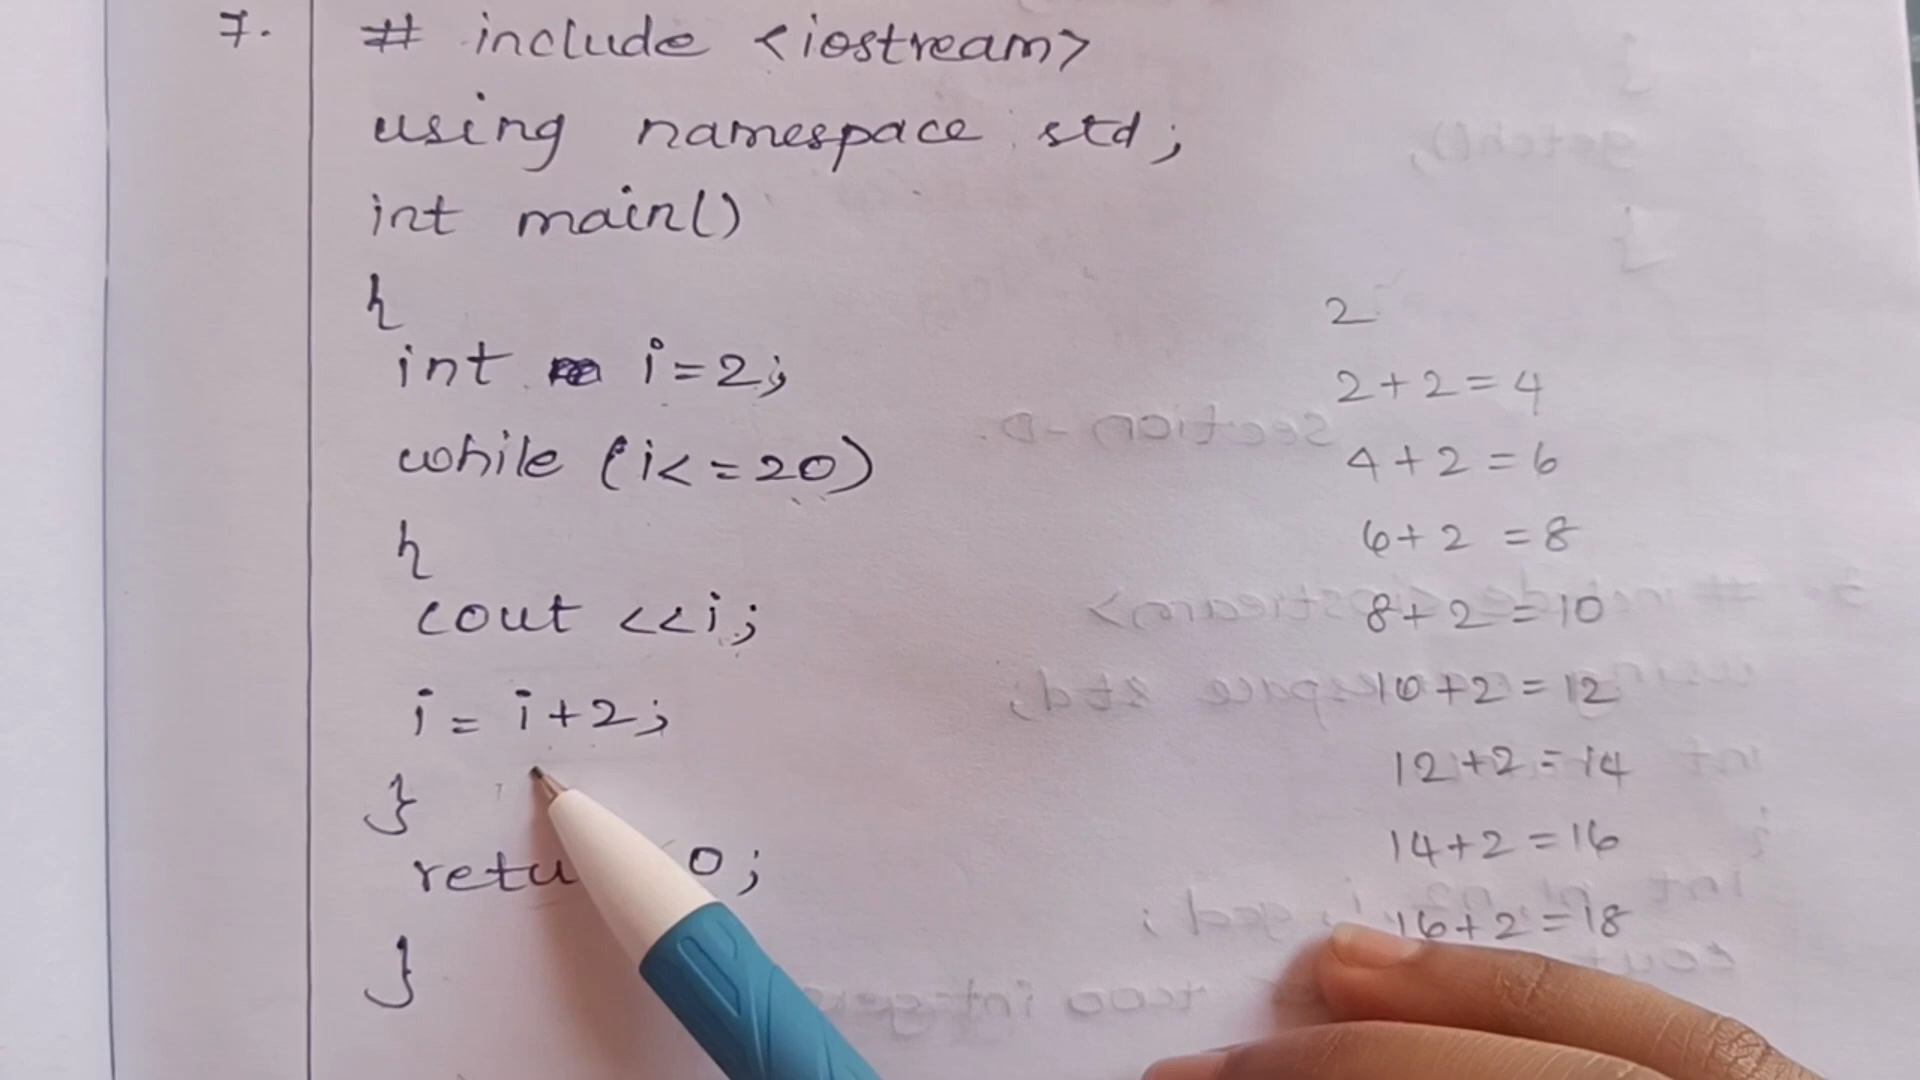 7. # include <iostream>
using namespace std;
int main()
{
int i=2;
while (i<=20)
{
cout <<i;
i = i+2;
}
0;
}
2
2+2=4
4+2=6
6+2=8
8+2=10
10+2=12
12+2=14
14+2=16
16+2=18